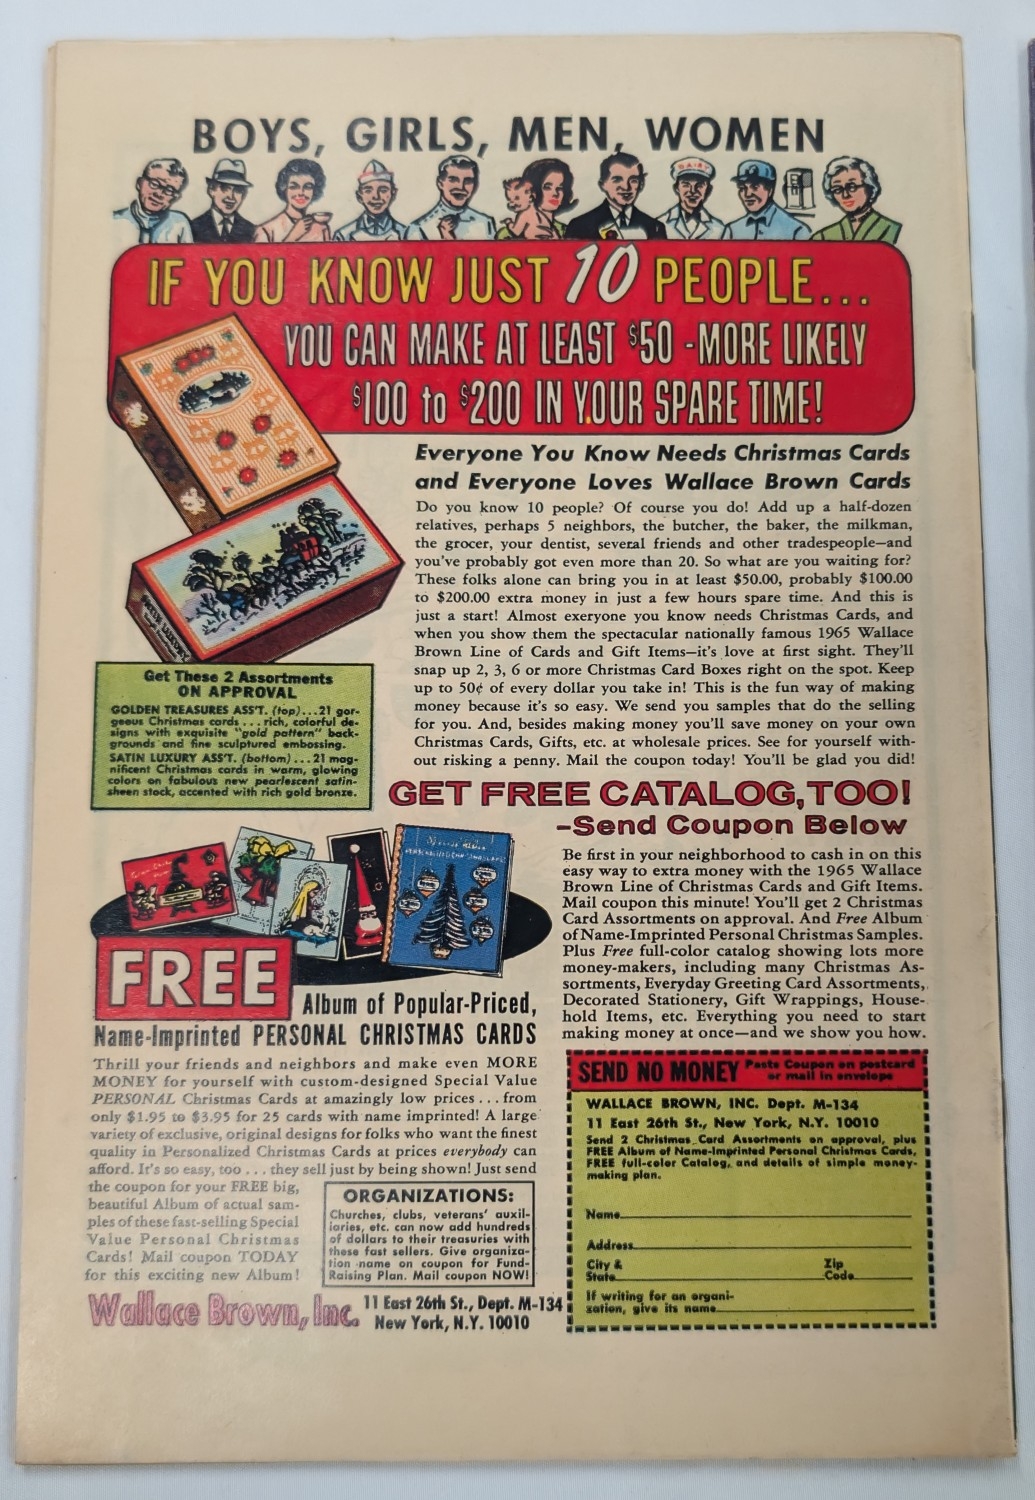 BOYS, GIRLS, MEN, WOMEN
DAIRY
IF YOU KNOW JUST 10 PEOPLE...
YOU CAN MAKE AT LEAST $50 - MORE LIKELY
$100 to $200 IN YOUR SPARE TIME!
Everyone You Know Needs Christmas Cards
and Everyone Loves Wallace Brown Cards
Do you know 10 people? Of course you do! Add up a half-dozen
relatives, perhaps 5 neighbors, the butcher, the baker, the milkman,
the grocer, your dentist, several friends and other tradespeople—and
you've probably got even more than 20. So what are you waiting for?
These folks alone can bring you in at least $50.00, probably $100.00
to $200.00 extra money in just a few hours spare time. And this is
just a start! Almost exeryone you know needs Christmas Cards, and
when you show them the spectacular nationally famous 1965 Wallace
Brown Line of Cards and Gift Items—it's love at first sight. They'll
snap up 2, 3, 6 or more Christmas Card Boxes right on the spot. Keep
up to 50¢ of every dollar you take in! This is the fun way of making
money because it's so easy. We send you samples that do the selling
for you. And, besides making money you'll save money on your own
Christmas Cards, Gifts, etc. at wholesale prices. See for yourself with-
out risking a penny. Mail the coupon today! You'll be glad you did!
SATIN LUXURY
Get These 2 Assortments
ON APPROVAL
GOLDEN TREASURES ASS'T. (top)...21 gor-
geous Christmas cards...rich, colorful de-
signs with exquisite "gold pattern" back-
grounds and fine sculptured embossing.
SATIN LUXURY ASS'T. (bottom)...21 mag-
nificent Christmas cards in warm, glowing
colors on fabulous new pearlescent satin-
sheen stock, accented with rich gold bronze.
GET FREE CATALOG, TOO!
-Send Coupon Below
Be first in your neighborhood to cash in on this
easy way to extra money with the 1965 Wallace
Brown Line of Christmas Cards and Gift Items.
Mail coupon this minute! You'll get 2 Christmas
Card Assortments on approval. And Free Album
of Name-Imprinted Personal Christmas Samples.
Plus Free full-color catalog showing lots more
money-makers, including many Christmas As-
sortments, Everyday Greeting Card Assortments,
Decorated Stationery, Gift Wrappings, House-
hold Items, etc. Everything you need to start
making money at once—and we show you how.
FREE
Album of Popular-Priced,
Name-Imprinted PERSONAL CHRISTMAS CARDS
Thrill your friends and neighbors and make even MORE
MONEY for yourself with custom-designed Special Value
PERSONAL Christmas Cards at amazingly low prices...from
only $1.95 to $3.95 for 25 cards with name imprinted! A large
variety of exclusive, original designs for folks who want the finest
quality in Personalized Christmas Cards at prices everybody can
afford. It's so easy, too...they sell just by being shown! Just send
the coupon for your FREE big,
beautiful Album of actual sam-
ples of these fast-selling Special
Value Personal Christmas
Cards! Mail coupon TODAY
for this exciting new Album!
ORGANIZATIONS:
Churches, clubs, veterans' auxil-
iaries, etc. can now add hundreds
of dollars to their treasuries with
these fast sellers. Give organiza-
tion name on coupon for Fund-
Raising Plan. Mail coupon NOW!
Wallace Brown, Inc. 11 East 26th St., Dept. M-134
New York, N.Y. 10010
SEND NO MONEY Paste Coupon on postcard
or mail in envelope
WALLACE BROWN, INC. Dept. M-134
11 East 26th St., New York, N.Y. 10010
Send 2 Christmas Card Assortments on approval, plus
FREE Album of Name-Imprinted Personal Christmas Cards,
FREE full-color Catalog, and details of simple money-
making plan.
Name
Address
City & State Zip Code
If writing for an organi-
zation, give its name